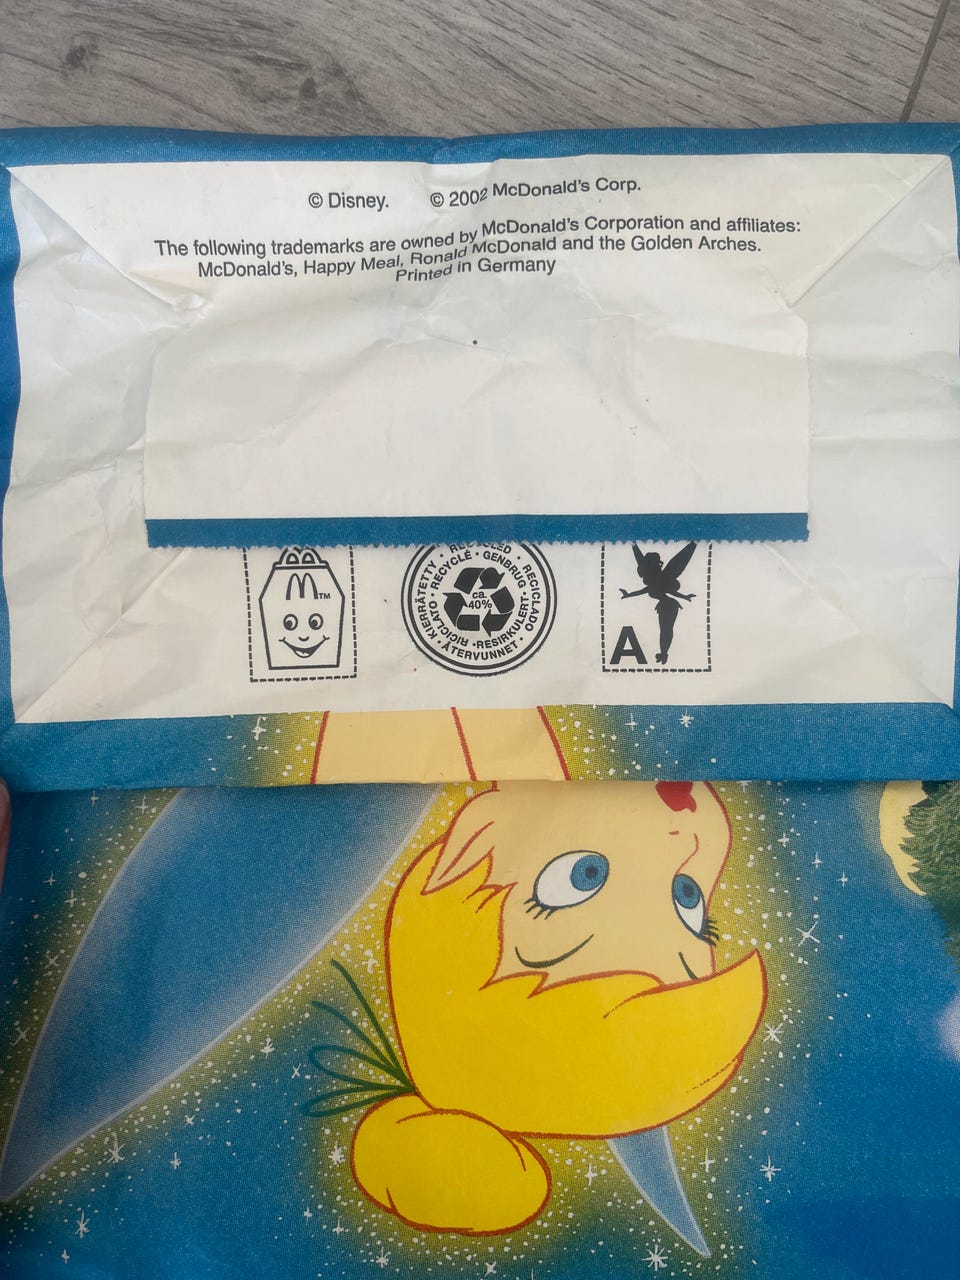 © Disney. © 2002 McDonald's Corp.
The following trademarks are owned by McDonald's Corporation and affiliates:
McDonald's, Happy Meal, Ronald McDonald and the Golden Arches.
Printed in Germany
M TM
RECYCLED • RECICLADO • RESIRKULERT • ÅTERVUNNET • RICICLATO • KIERRÄTETTY
RECYCLÉ • GENBRUG
ca.
40%
A